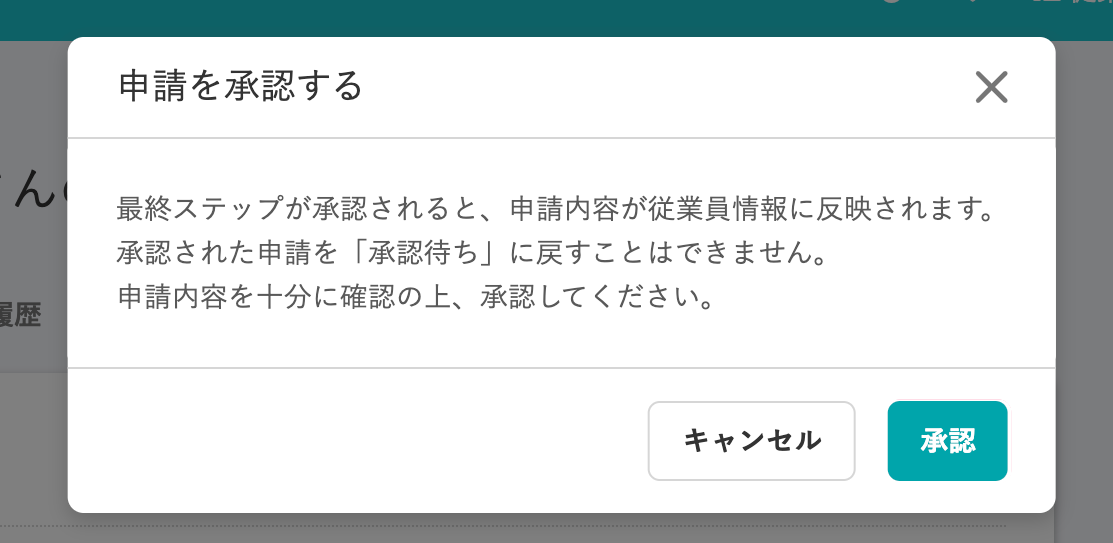 申請を承認する
最終ステップが承認されると、申請内容が従業員情報に反映されます。
承認された申請を「承認待ち」に戻すことはできません。
申請内容を十分に確認の上、承認してください。
履歴
キャンセル
承認